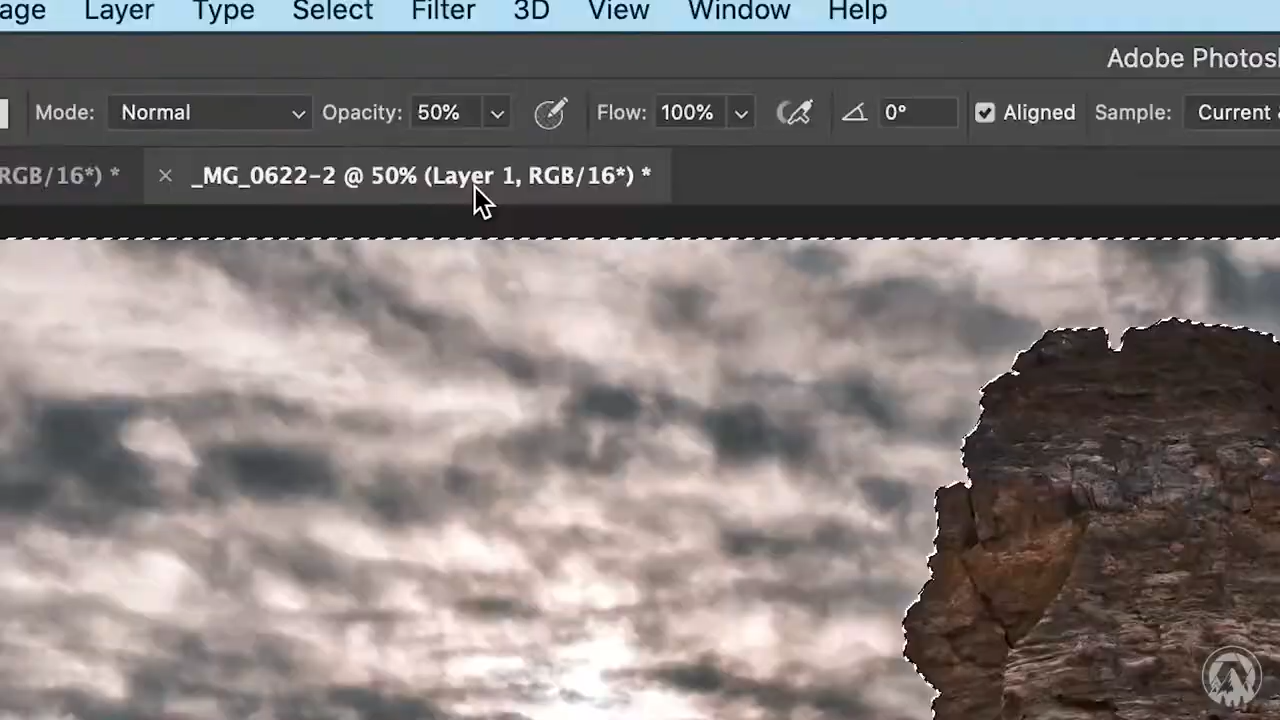 age Layer Type Select Filter 3D View Window Help
Adobe Photosh
Mode: Normal Opacity: 50% Flow: 100% 0° Aligned Sample: Current &
RGB/16*) * × _MG_0622-2 @ 50% (Layer 1, RGB/16*) *